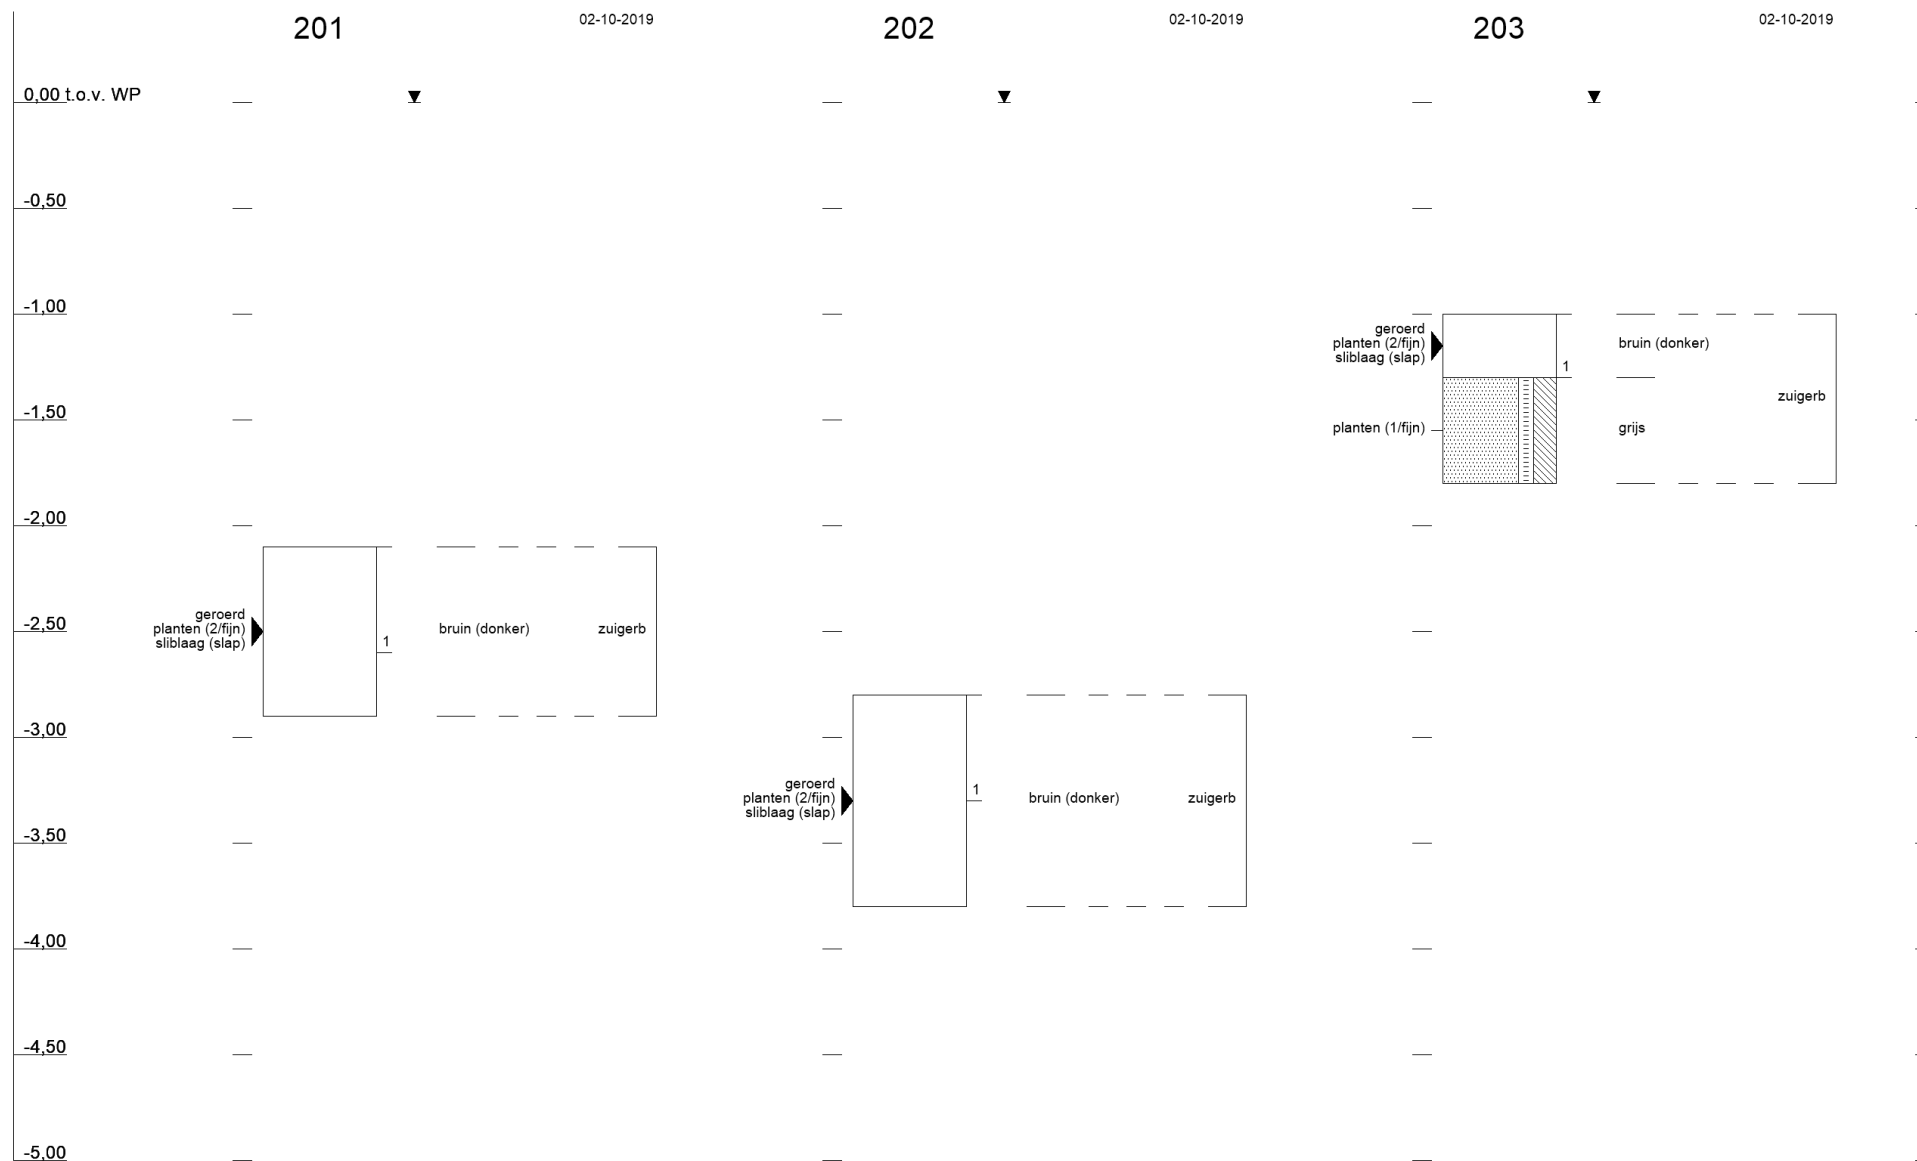 201
02-10-2019
202
02-10-2019
203
02-10-2019
0,00 t.o.v. WP
-0,50
-1,00
geroerd
planten (2/fijn)
sliblaag (slap)
bruin (donker)
1
zuigerb
-1,50
planten (1/fijn)
grijs
-2,00
geroerd
planten (2/fijn)
sliblaag (slap)
-2,50
1
bruin (donker)
zuigerb
-3,00
geroerd
planten (2/fijn)
sliblaag (slap)
1
bruin (donker)
zuigerb
-3,50
-4,00
-4,50
-5,00